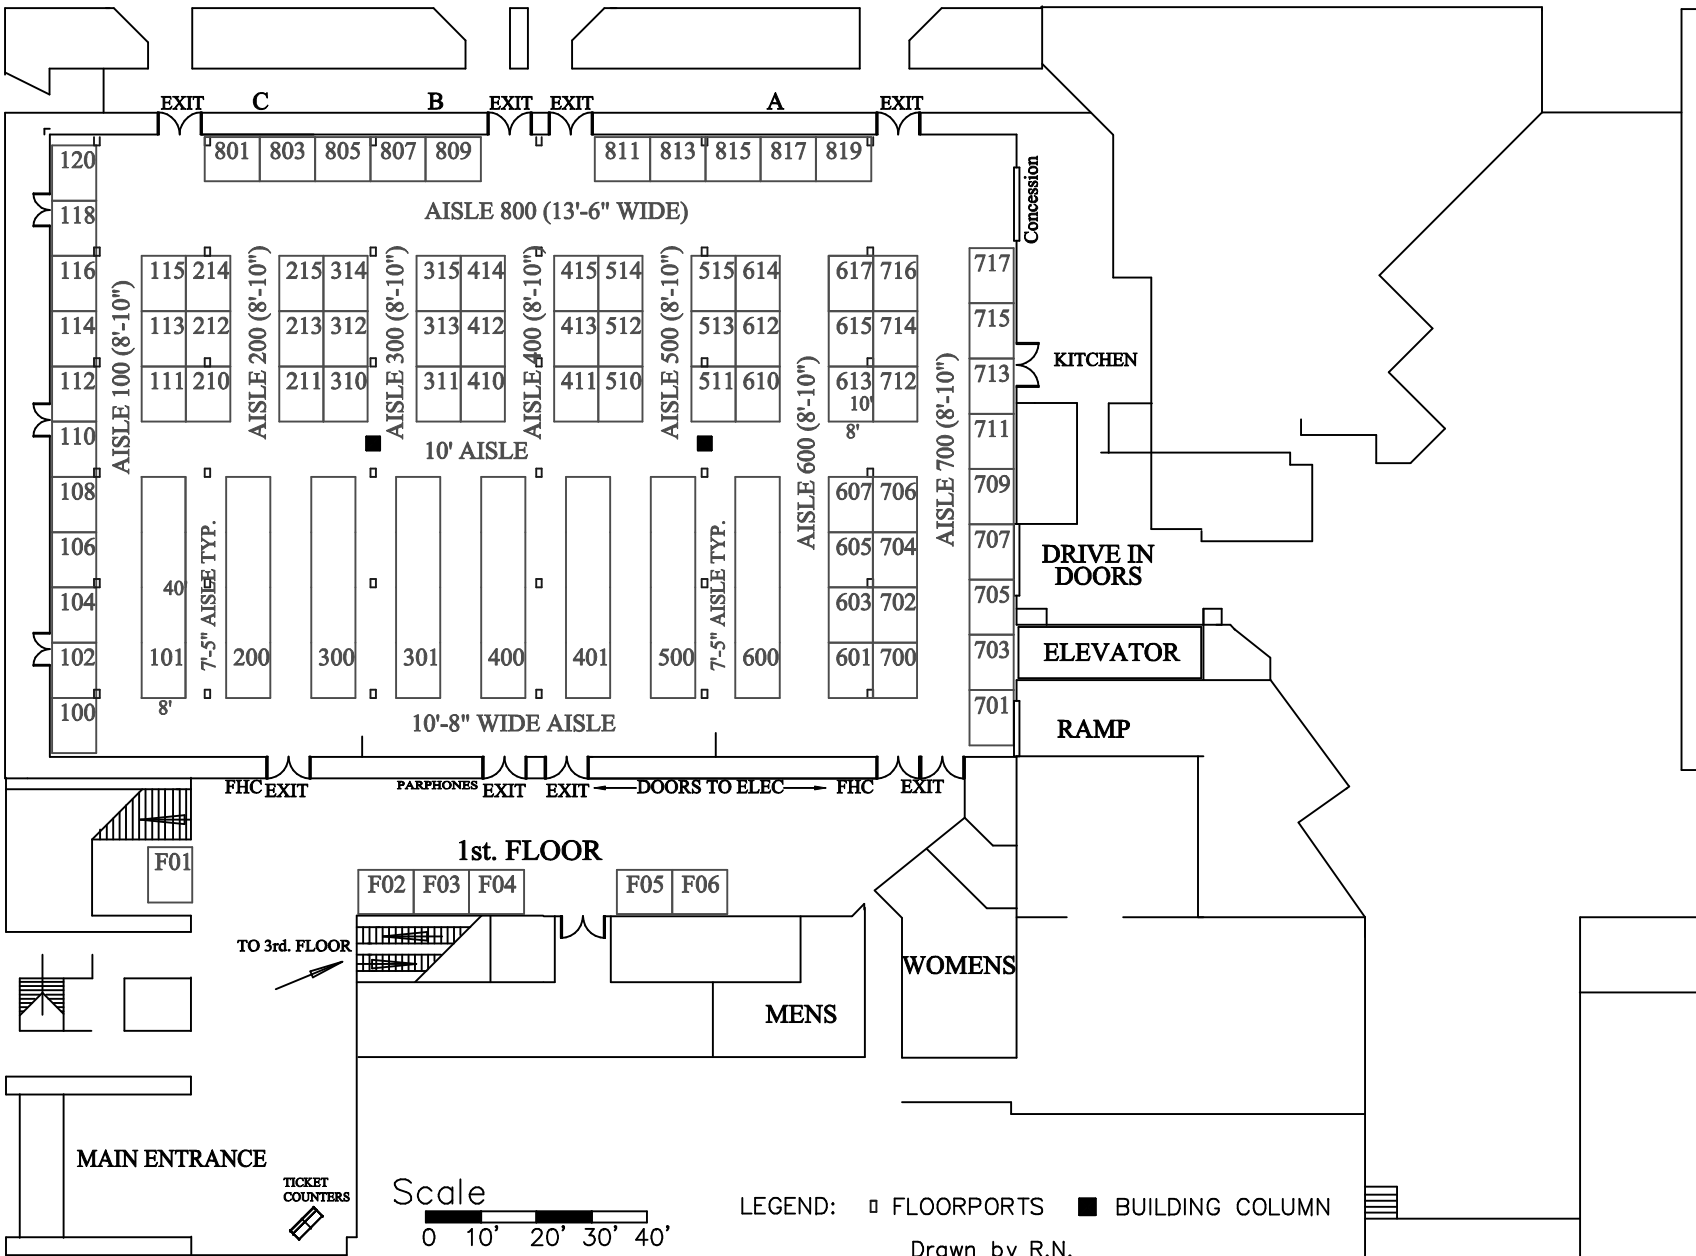 EXIT C B EXIT EXIT A EXIT
801 803 805 807 809 811 813 815 817 819
120
118
AISLE 800 (13'-6" WIDE)
Concession
116 115 214 215 314 315 414 415 514 515 614 617 716 717
114 113 212 213 312 313 412 413 512 513 612 615 714 715
112 111 210 211 310 311 410 411 510 511 610 613 712 713
10'
8'
AISLE 100 (8'-10")
AISLE 200 (8'-10")
AISLE 300 (8'-10")
AISLE 400 (8'-10")
AISLE 500 (8'-10")
AISLE 600 (8'-10")
AISLE 700 (8'-10")
KITCHEN
110 10' AISLE 711
108 607 706 709
106 605 704 707
104 40' 603 702 705
7'-5" AISLE TYP.
7'-5" AISLE TYP.
102 101 200 300 301 400 401 500 600 601 700 703
100 8' 701
10'-8" WIDE AISLE
DRIVE IN
DOORS
ELEVATOR
RAMP
FHC EXIT PARPHONES EXIT EXIT DOORS TO ELEC FHC EXIT
1st. FLOOR
F01 F02 F03 F04 F05 F06
TO 3rd. FLOOR
WOMENS
MENS
MAIN ENTRANCE
TICKET
COUNTERS
Scale
0 10' 20' 30' 40'
LEGEND: FLOORPORTS BUILDING COLUMN
Drawn by R.N.